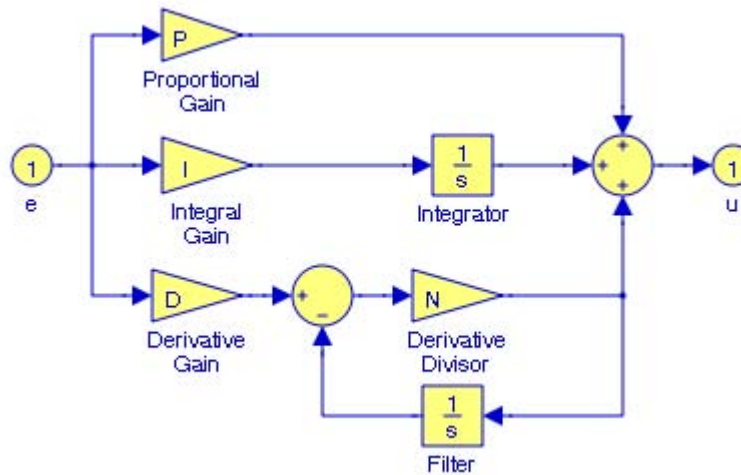 P
Proportional
Gain
1
e
I
Integral
Gain
1
s
Integrator
+
+
+
1
u
D
Derivative
Gain
+
−
N
Derivative
Divisor
1
s
Filter